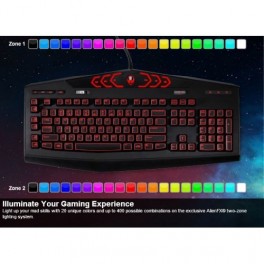 Zone 1
Zone 2
Illuminate Your Gaming Experience
Light up your mad skills with 20 unique colors and up to 400 possible combinations on the exclusive AlienFX® two-zone
lighting system